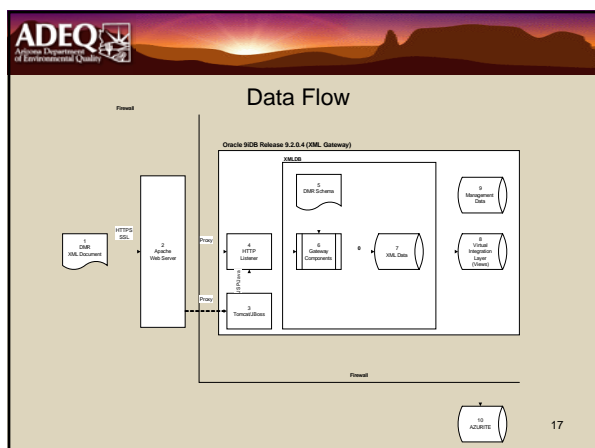 ADEQ
Arizona Department
of Environmental Quality
Data Flow
Firewall
Oracle 9iDB Release 9.2.0.4 (XML Gateway)
XMLDB
5
DMR Schema
9
Management
Data
HTTPS
SSL
1
DMR
XML Document
2
Apache
Web Server
Proxy
4
HTTP
Listener
6
Gateway
Components
0
7
XML Data
8
Virtual
Integration
Layer
(Views)
JSP/Java
Proxy
3
Tomcat/JBoss
Firewall
10
AZURITE
17